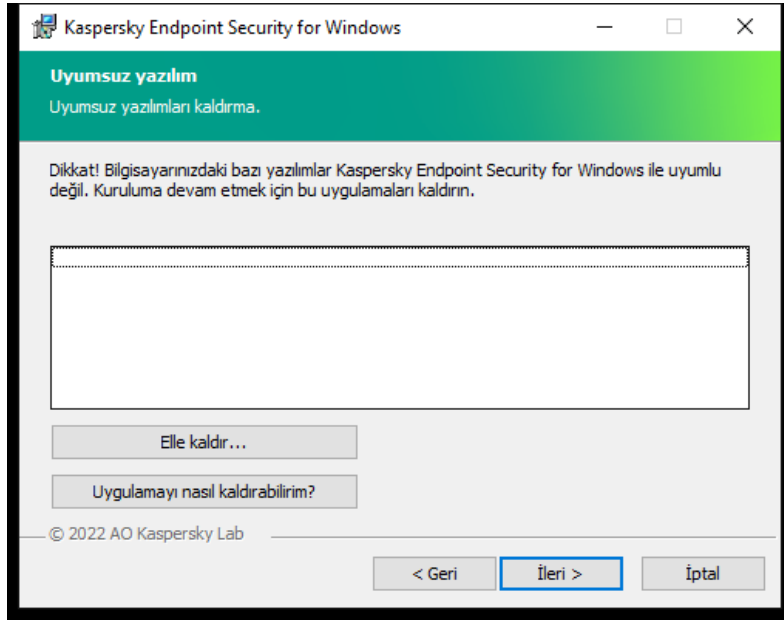 Kaspersky Endpoint Security for Windows
Uyumsuz yazılım
Uyumsuz yazılımları kaldırma.
Dikkat! Bilgisayarınızdaki bazı yazılımlar Kaspersky Endpoint Security for Windows ile uyumlu
değil. Kuruluma devam etmek için bu uygulamaları kaldırın.
Elle kaldır...
Uygulamayı nasıl kaldırabilirim?
© 2022 AO Kaspersky Lab
< Geri İleri > İptal